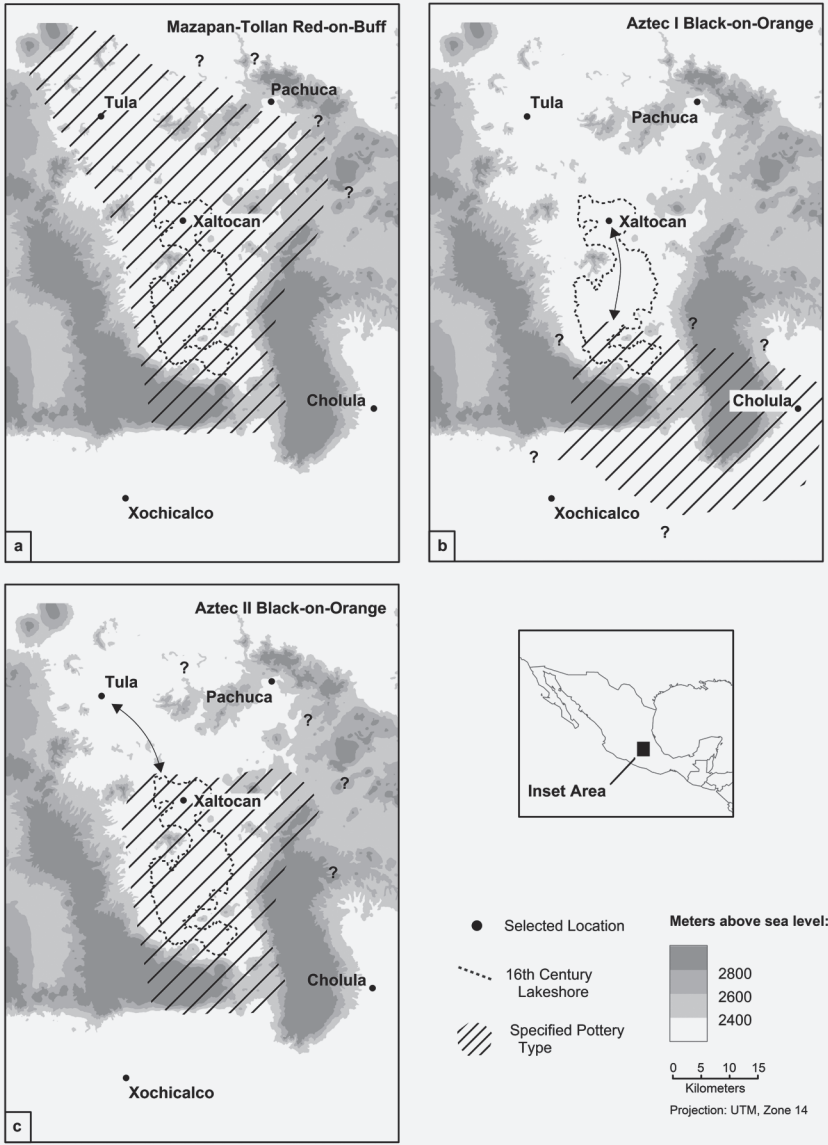 Mazapan-Tollan Red-on-Buff
?
?
Pachuca
Tula
?
?
Xaltocan
Cholula
Xochicalco
a
Aztec I Black-on-Orange
Tula
Pachuca
Xaltocan
?
?
?
Cholula
?
Xochicalco
?
b
Aztec II Black-on-Orange
?
Tula
Pachuca
?
?
Xaltocan
?
Cholula
Xochicalco
c
Inset Area
Selected Location
16th Century
Lakeshore
Specified Pottery
Type
Meters above sea level:
2800
2600
2400
0 5 10 15
Kilometers
Projection: UTM, Zone 14